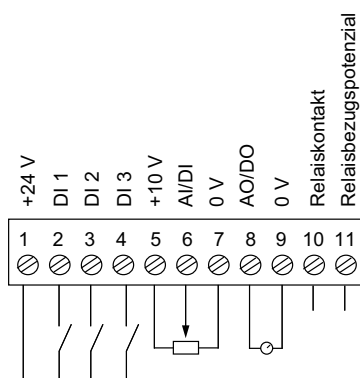 +24 V
DI 1
DI 2
DI 3
+10 V
AI/DI
0 V
AO/DO
0 V
Relaiskontakt
Relaisbezugspotenzial
1 2 3 4 5 6 7 8 9 10 11